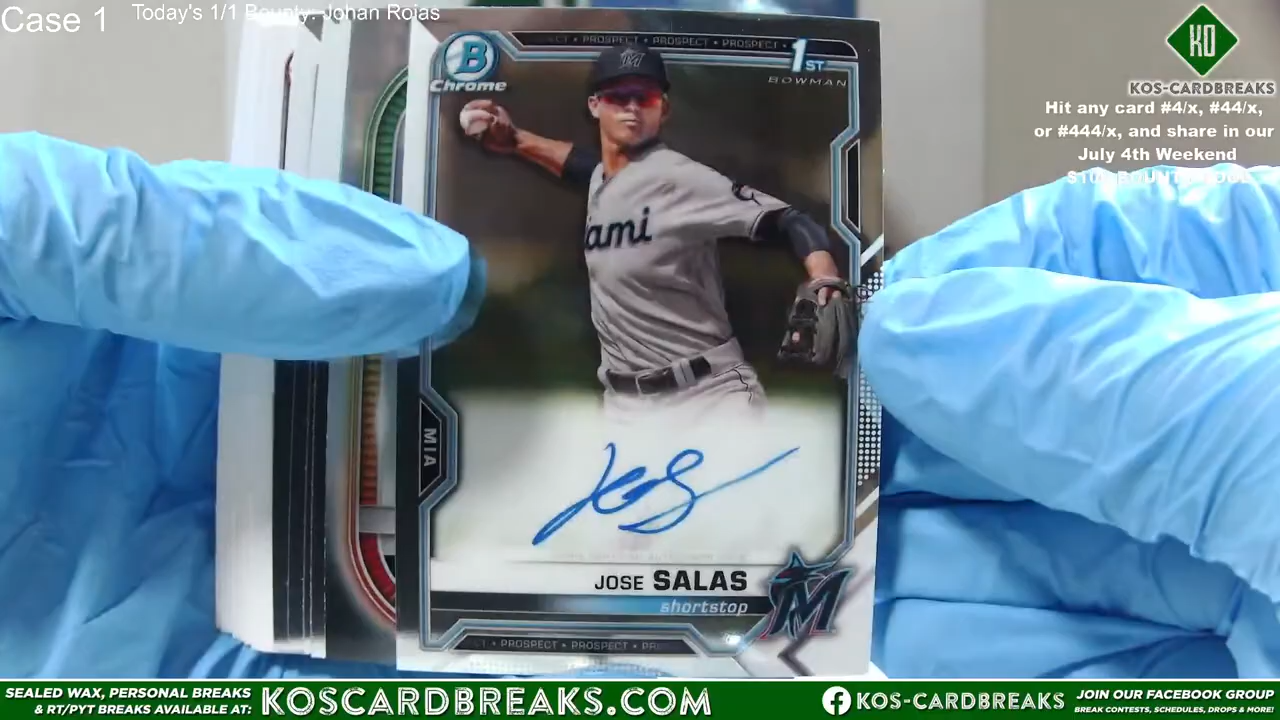 Case 1
Today's 1/1 Bounty: Johan Rojas
KO
KOS-CARDBREAKS
Hit any card #4/x, #44/x,
or #444/x, and share in our
July 4th Weekend
B
Chrome
PROSPECT • PROSPECT • PROSPECT •
1ST
BOWMAN
M
iami
MIA
JOSE SALAS
shortstop
M
PROSPECT • PROSPECT •
SEALED WAX, PERSONAL BREAKS
& RT/PYT BREAKS AVAILABLE AT:
KOSCARDBREAKS.COM
f KOS-CARDBREAKS
JOIN OUR FACEBOOK GROUP
BREAK CONTESTS, SCHEDULES, DROPS & MORE!